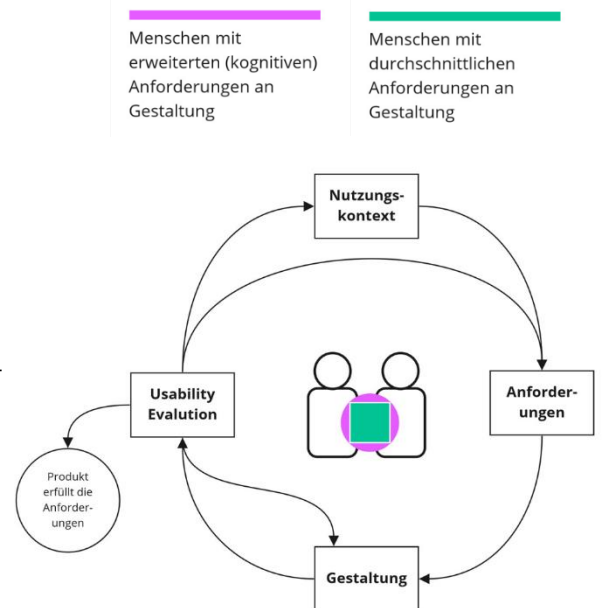 Menschen mit
erweiterten (kognitiven)
Anforderungen an
Gestaltung
Menschen mit
durchschnittlichen
Anforderungen an
Gestaltung
Nutzungs-
kontext
Usability
Evalution
Anforder-
ungen
Produkt
erfüllt die
Anforder-
ungen
Gestaltung